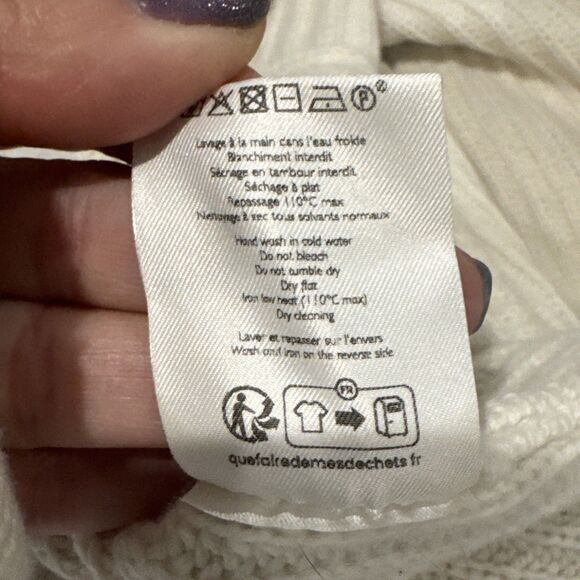 P®
Lavage à la main dans l'eau froide
Blanchiment interdit
Séchage en tambour interdit
Séchage à plat
Repassage 110°C max
Nettoyage à sec tous solvants normaux
Hand wash in cold water
Do not bleach
Do not tumble dry
Dry flat
Iron low heat (110°C max)
Dry cleaning
Laver et repasser sur l'envers
Wash and iron on the reverse side
FR
quefairedemesdechets.fr